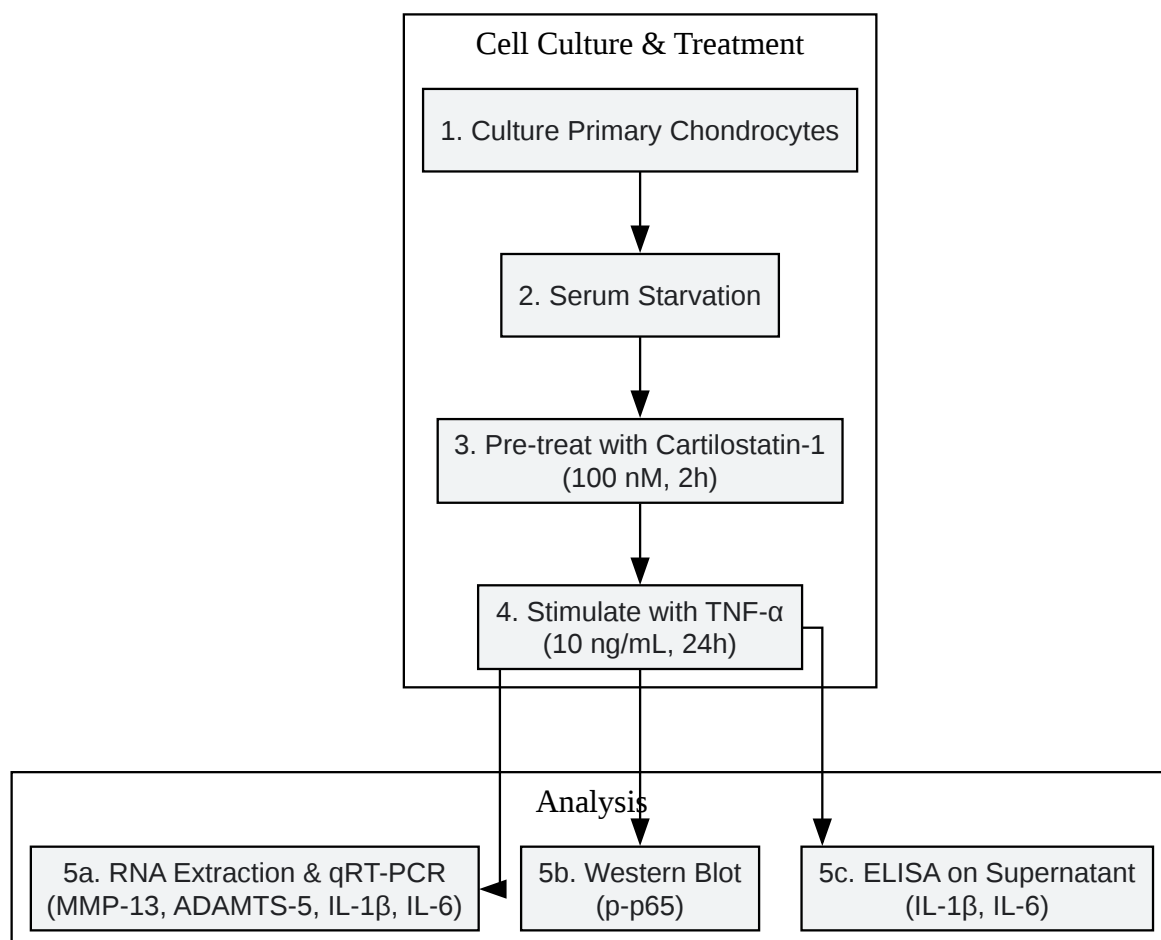 Cell Culture & Treatment
1. Culture Primary Chondrocytes
2. Serum Starvation
3. Pre-treat with Cartilostatin-1
(100 nM, 2h)
4. Stimulate with TNF-α
(10 ng/mL, 24h)
Analysis
5a. RNA Extraction & qRT-PCR
(MMP-13, ADAMTS-5, IL-1β, IL-6)
5b. Western Blot
(p-p65)
5c. ELISA on Supernatant
(IL-1β, IL-6)